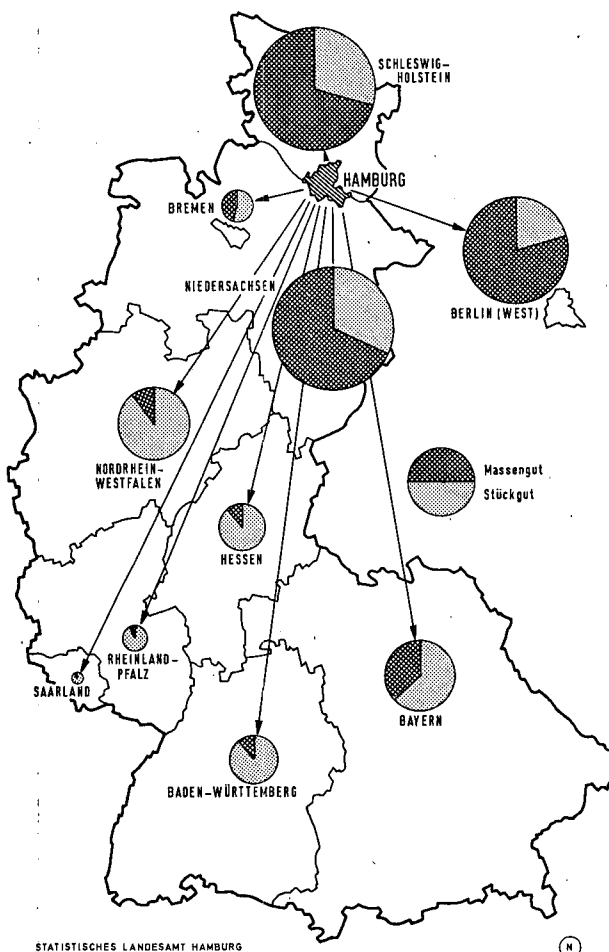 SCHLESWIG-
HOLSTEIN
HAMBURG
BREMEN
NIEDERSACHSEN
BERLIN (WEST)
NORDRHEIN-
WESTFALEN
Massengut
Stückgut
HESSEN
RHEINLAND-
PFALZ
SAARLAND
BAYERN
BADEN-WÜRTTEMBERG
STATISTISCHES LANDESAMT HAMBURG
N